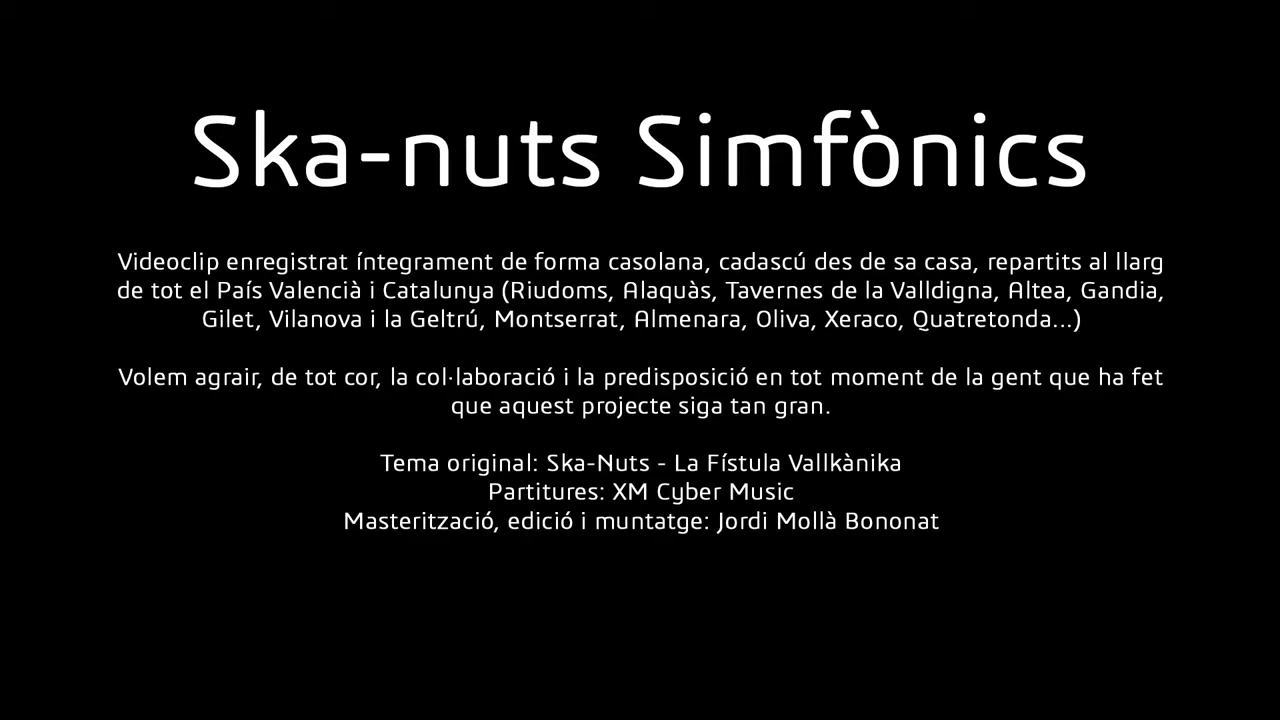 Ska-nuts Simfònics
Videoclip enregistrat íntegrament de forma casolana, cadascú des de sa casa, repartits al llarg
de tot el País Valencià i Catalunya (Riudoms, Alaquàs, Tavernes de la Valldigna, Altea, Gandia,
Gilet, Vilanova i la Geltrú, Montserrat, Almenara, Oliva, Xeraco, Quatretonda...)
Volem agrair, de tot cor, la col·laboració i la predisposició en tot moment de la gent que ha fet
que aquest projecte siga tan gran.
Tema original: Ska-Nuts - La Fístula Vallkànika
Partitures: XM Cyber Music
Masterització, edició i muntatge: Jordi Mollà Bononat